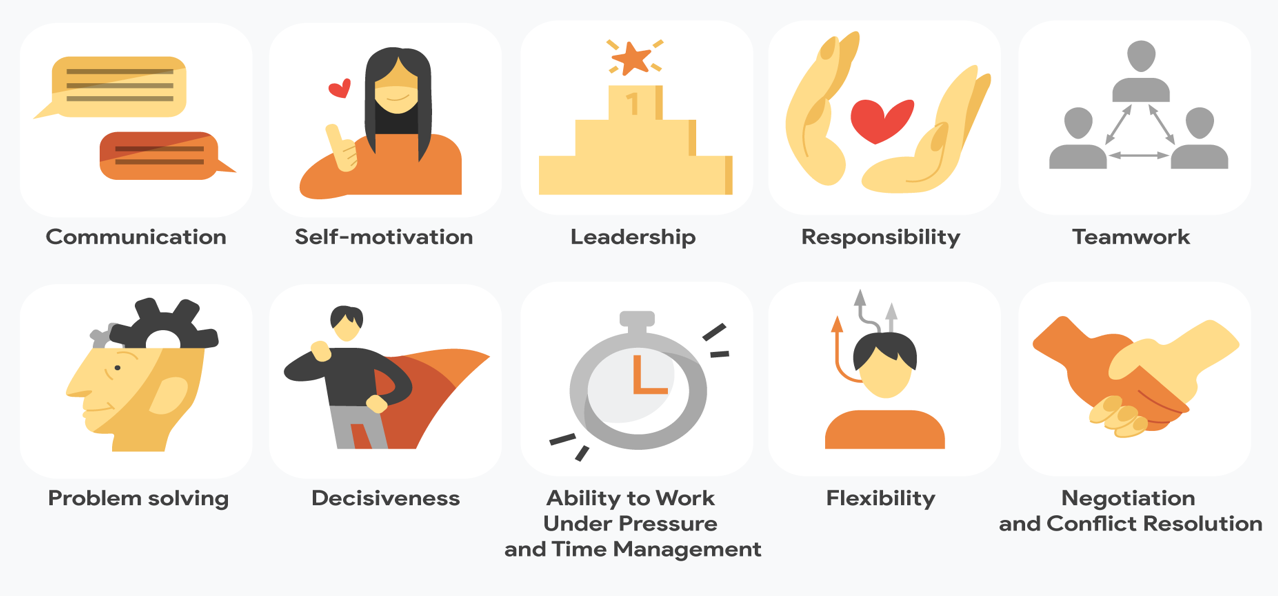 1
Communication
Self-motivation
Leadership
Responsibility
Teamwork
Problem solving
Decisiveness
Ability to Work
Under Pressure
and Time Management
Flexibility
Negotiation
and Conflict Resolution